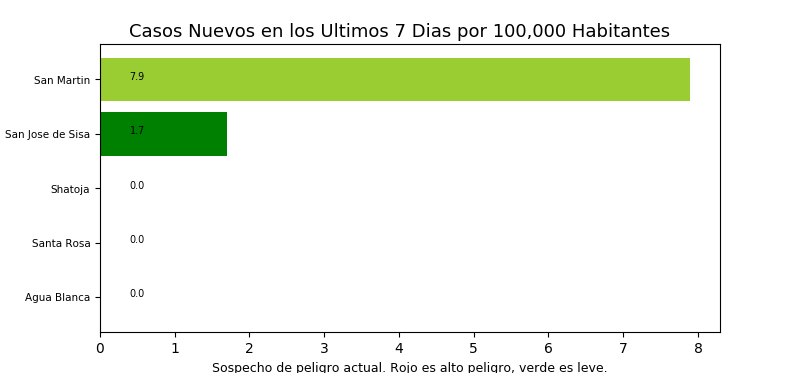 Casos Nuevos en los Ultimos 7 Dias por 100,000 Habitantes
San Martin 7.9
San Jose de Sisa 1.7
Shatoja 0.0
Santa Rosa 0.0
Agua Blanca 0.0
0 1 2 3 4 5 6 7 8
Sospecho de peligro actual. Rojo es alto peligro, verde es leve.